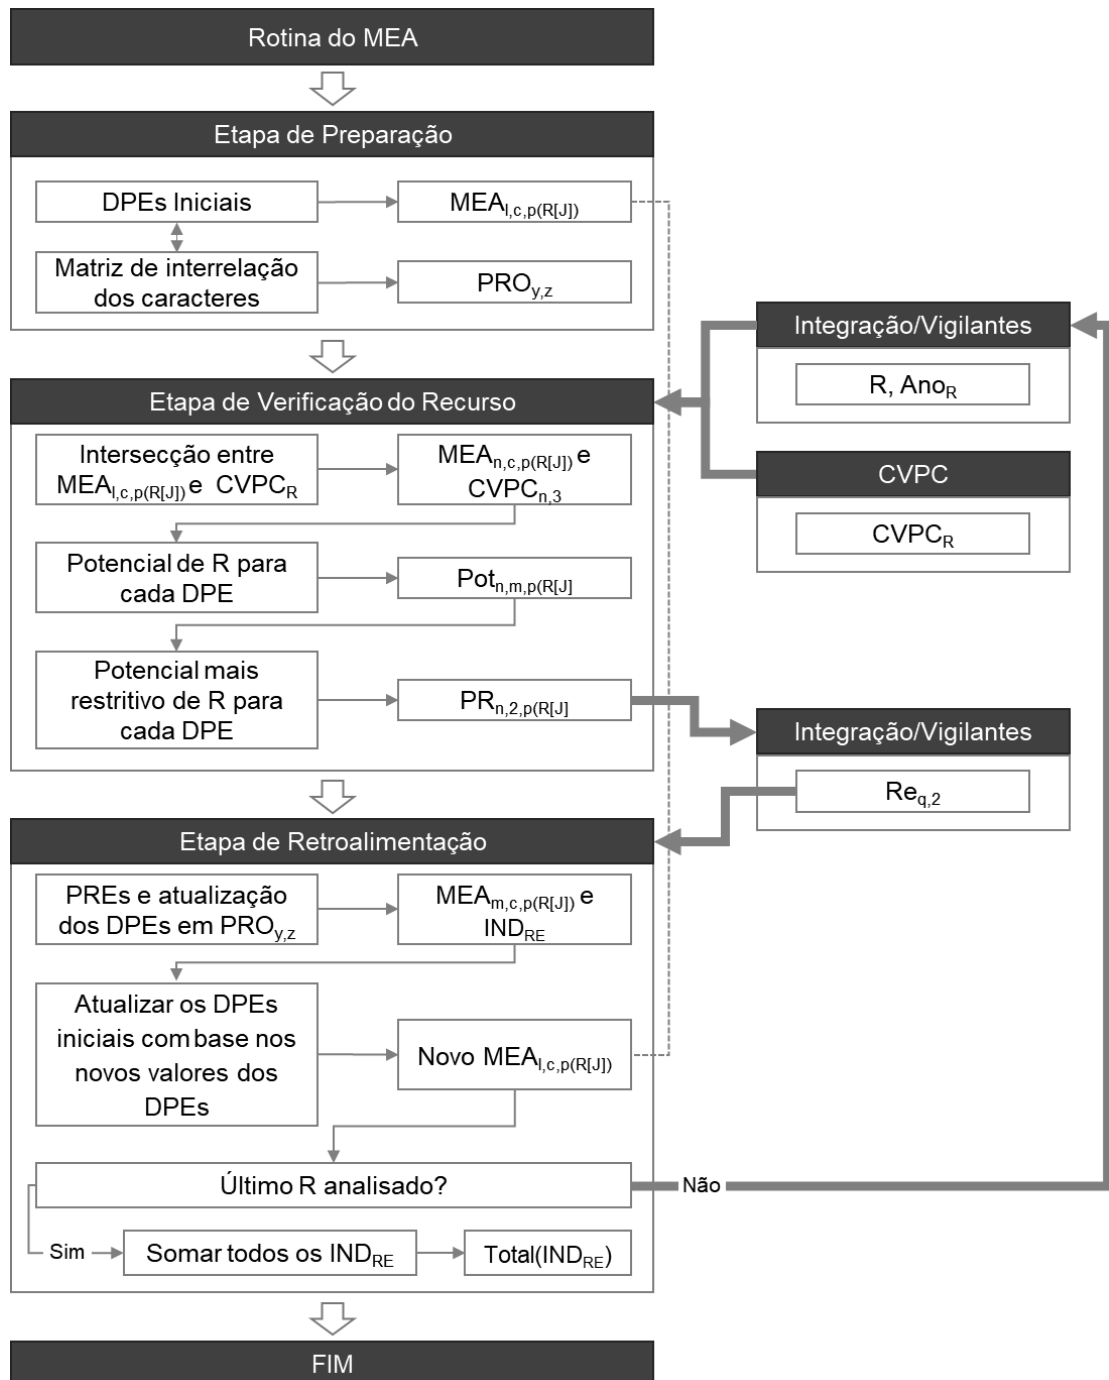 Rotina do MEA
Etapa de Preparação
DPEs Iniciais
MEAl,c,p(R[J])
Matriz de interrelação
dos caracteres
PROy,z
Integração/Vigilantes
R, AnoR
Etapa de Verificação do Recurso
Intersecção entre
MEAl,c,p(R[J]) e CVPCR
MEAn,c,p(R[J]) e
CVPCn,3
CVPC
CVPCR
Potencial de R para
cada DPE
Potn,m,p(R[J]
Potencial mais
restritivo de R para
cada DPE
PRn,2,p(R[J]
Integração/Vigilantes
Req,2
Etapa de Retroalimentação
PREs e atualização
dos DPEs em PROy,z
MEAm,c,p(R[J]) e
INDRE
Atualizar os DPEs
iniciais com base nos
novos valores dos
DPEs
Novo MEAl,c,p(R[J])
Último R analisado?
Não
Sim
Somar todos os INDRE
Total(INDRE)
FIM